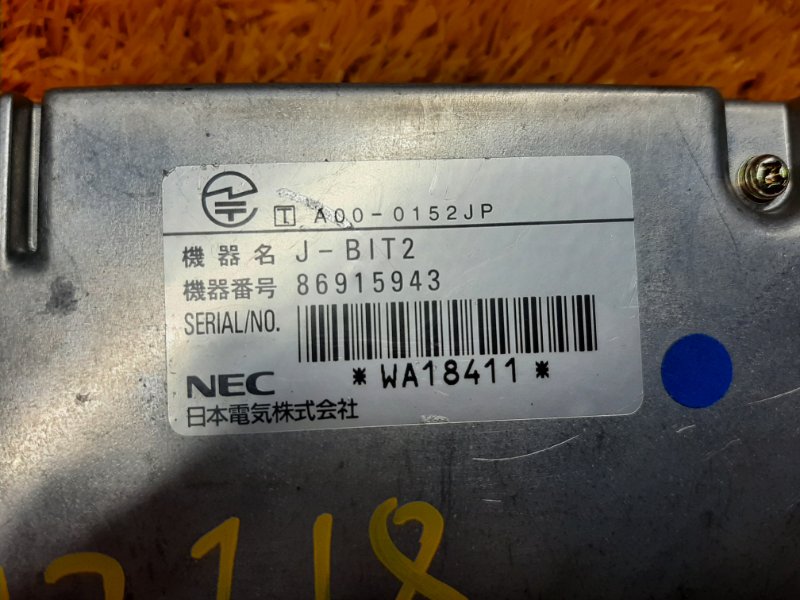 T A00-0152JP
機器名 J-BIT2
機器番号 86915943
SERIAL/NO.
*WA18411*
NEC
日本電気株式会社
718